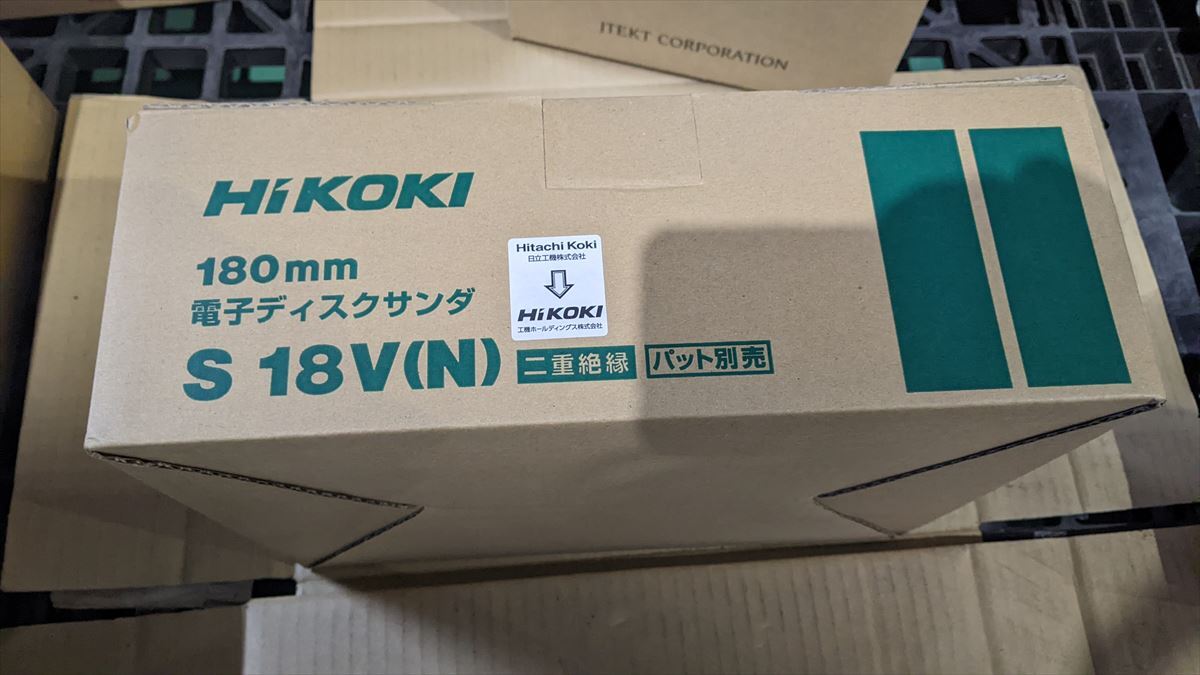 JTEKT CORPORATION
HiKOKI
180mm
電子ディスクサンダ
S 18V(N) 二重絶縁 パット別売
Hitachi Koki
日立工機株式会社
HiKOKI
工機ホールディングス株式会社